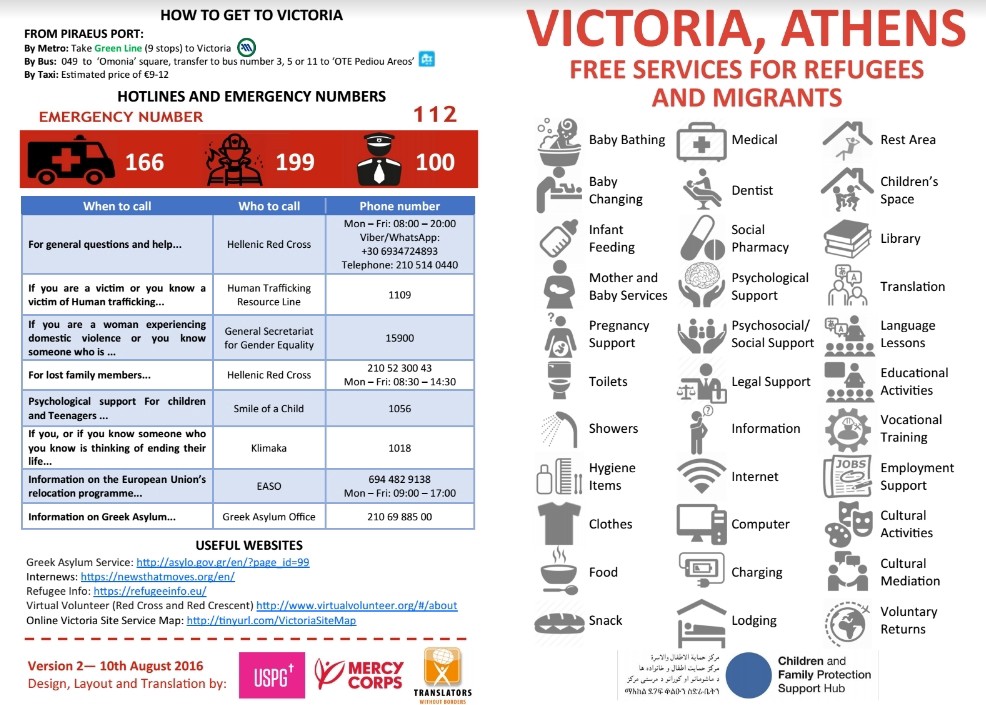 HOW TO GET TO VICTORIA
FROM PIRAEUS PORT:
By Metro: Take Green Line (9 stops) to Victoria
By Bus: 049 to ‘Omonia’ square, transfer to bus number 3, 5 or 11 to ‘OTE Pediou Areos’
By Taxi: Estimated price of €9-12
HOTLINES AND EMERGENCY NUMBERS
EMERGENCY NUMBER 112
166 199 100
When to call Who to call Phone number
For general questions and help... Hellenic Red Cross
Mon – Fri: 08:00 – 20:00
Viber/WhatsApp:
+30 6934724893
Telephone: 210 514 0440
If you are a victim or you know a
victim of Human trafficking...
Human Trafficking
Resource Line
1109
If you are a woman experiencing
domestic violence or you know
someone who is ...
General Secretariat
for Gender Equality
15900
For lost family members... Hellenic Red Cross
210 52 300 43
Mon – Fri: 08:30 – 14:30
Psychological support For children
and Teenagers ...
Smile of a Child
1056
If you, or if you know someone who
you know is thinking of ending their
life...
Klimaka
1018
Information on the European Union’s
relocation programme...
EASO
694 482 9138
Mon – Fri: 09:00 – 17:00
Information on Greek Asylum... Greek Asylum Office 210 69 885 00
USEFUL WEBSITES
Greek Asylum Service: http://asylo.gov.gr/en/?page_id=99
Internews: https://newsthatmoves.org/en/
Refugee Info: https://refugeeinfo.eu/
Virtual Volunteer (Red Cross and Red Crescent) http://www.virtualvolunteer.org/#/about
Online Victoria Site Service Map: http://tinyurl.com/VictoriaSiteMap
Version 2— 10th August 2016
Design, Layout and Translation by:
USPG
MERCY
CORPS
TRANSLATORS
WITHOUT BORDERS
VICTORIA, ATHENS
FREE SERVICES FOR REFUGEES
AND MIGRANTS
Baby Bathing
Medical
Rest Area
Baby
Changing
Dentist
Children’s
Space
Infant
Feeding
Social
Pharmacy
Library
Mother and
Baby Services
Psychological
Support
Translation
Pregnancy
Support
Psychosocial/
Social Support
Language
Lessons
Toilets
Legal Support
Educational
Activities
Showers
Information
Vocational
Training
Hygiene
Items
Internet
JOBS
Employment
Support
Clothes
Computer
Cultural
Activities
Food
Charging
Cultural
Mediation
Snack
Lodging
Voluntary
Returns
مركز حماية الاطفال والاسرة
مرکز حمایت اطفال و خانواده ها
د ماشومانو او کورانو د مرستې مرکز
Children and
Family Protection
Support Hub